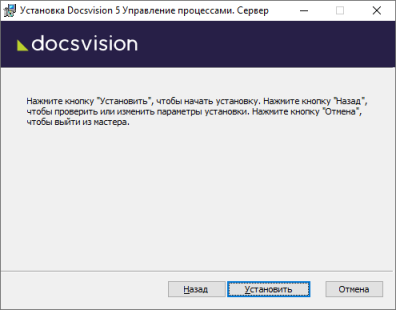 Установка Docsvision 5 Управление процессами. Сервер
docsvision
Нажмите кнопку "Установить", чтобы начать установку. Нажмите кнопку "Назад",
чтобы проверить или изменить параметры установки. Нажмите кнопку "Отмена",
чтобы выйти из мастера.
Назад Установить Отмена